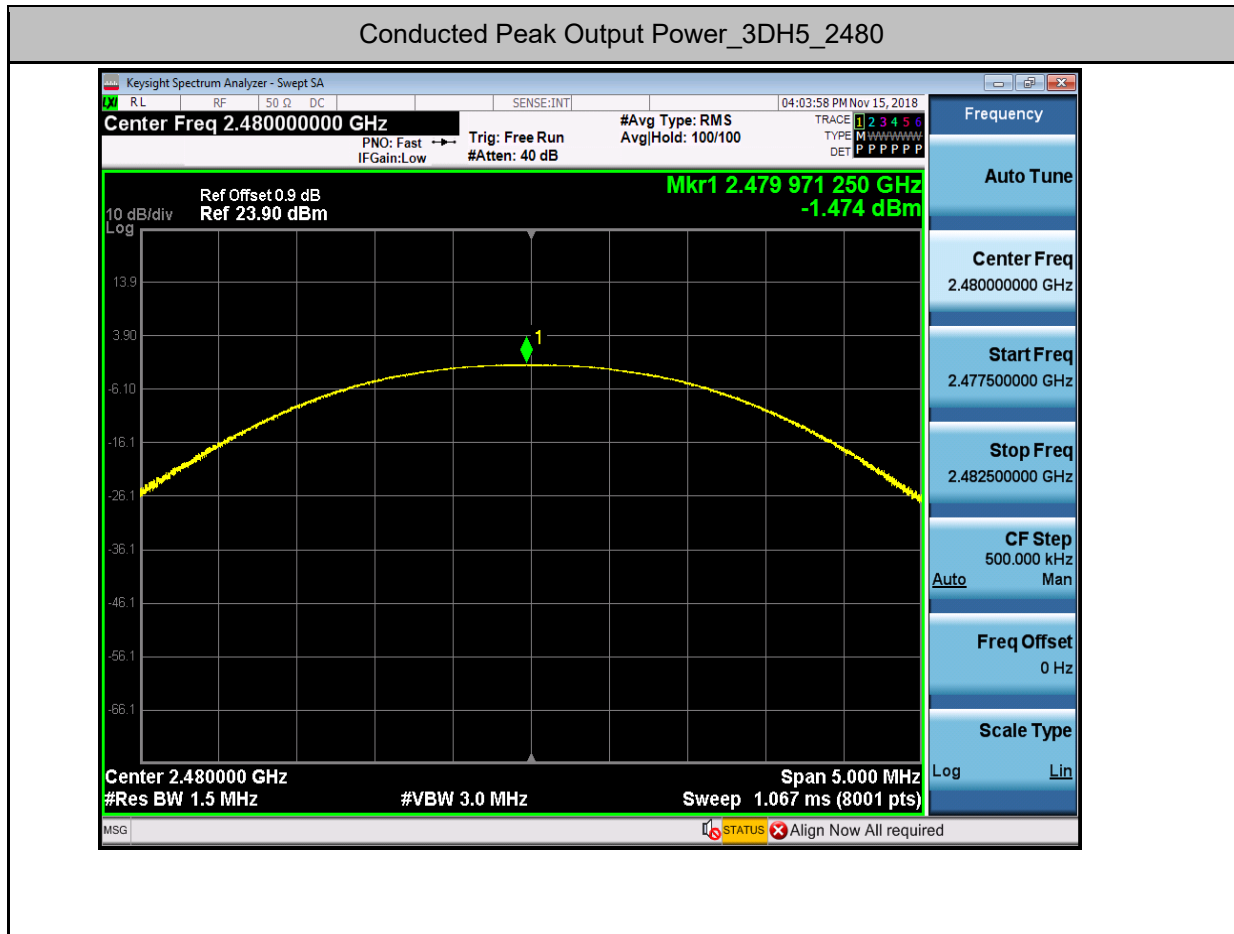 Conducted Peak Output Power_3DH5_2480
Keysight Spectrum Analyzer - Swept SA
LXI RL RF 50 Ω DC SENSE:INT 04:03:58 PM Nov 15, 2018
Center Freq 2.480000000 GHz
PNO: Fast
IFGain:Low
Trig: Free Run
#Atten: 40 dB
#Avg Type: RMS
Avg|Hold: 100/100
TRACE 1 2 3 4 5 6
TYPE M WWWWW
DET P P P P P P
Mkr1 2.479 971 250 GHz
-1.474 dBm
Ref Offset 0.9 dB
10 dB/div Ref 23.90 dBm
Log
13.9
3.90
1
-6.10
-16.1
-26.1
-36.1
-46.1
-56.1
-66.1
Center 2.480000 GHz Span 5.000 MHz
#Res BW 1.5 MHz #VBW 3.0 MHz Sweep 1.067 ms (8001 pts)
MSG STATUS Align Now All required
Frequency
Auto Tune
Center Freq
2.480000000 GHz
Start Freq
2.477500000 GHz
Stop Freq
2.482500000 GHz
CF Step
500.000 kHz
Auto Man
Freq Offset
0 Hz
Scale Type
Log Lin